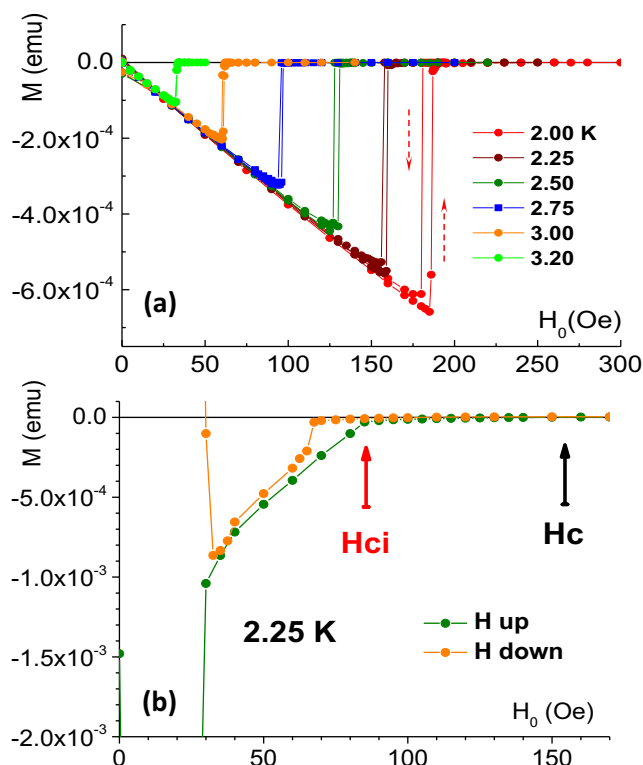 (a)
M (emu)
0.0
-2.0x10⁻⁴
-4.0x10⁻⁴
-6.0x10⁻⁴
2.00 K
2.25
2.50
2.75
3.00
3.20
H₀(Oe)
0 50 100 150 200 250 300
M (emu)
0.0
-5.0x10⁻⁴
-1.0x10⁻³
-1.5x10⁻³
-2.0x10⁻³
Hci
Hc
2.25 K
H up
H down
(b)
H₀ (Oe)
0 50 100 150